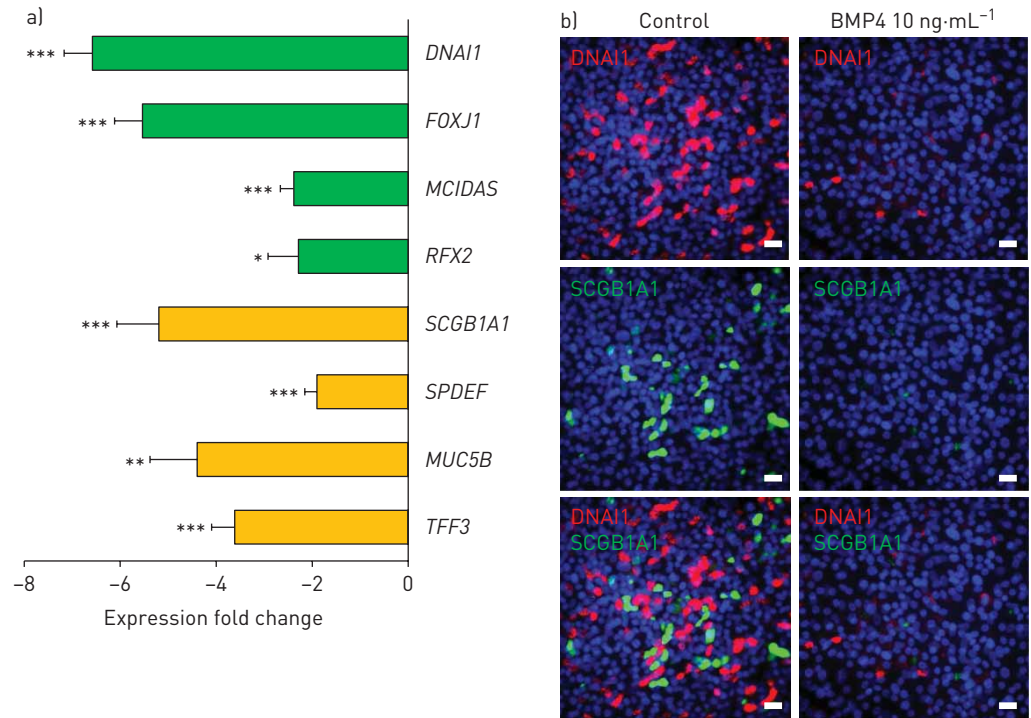 a)
*** DNAI1
*** FOXJ1
*** MCIDAS
* RFX2
*** SCGB1A1
*** SPDEF
** MUC5B
*** TFF3
–8 –6 –4 –2 0
Expression fold change
b) Control BMP4 10 ng·mL–1
DNAI1
SCGB1A1 SCGB1A1
DNAI1 DNAI1
SCGB1A1 SCGB1A1